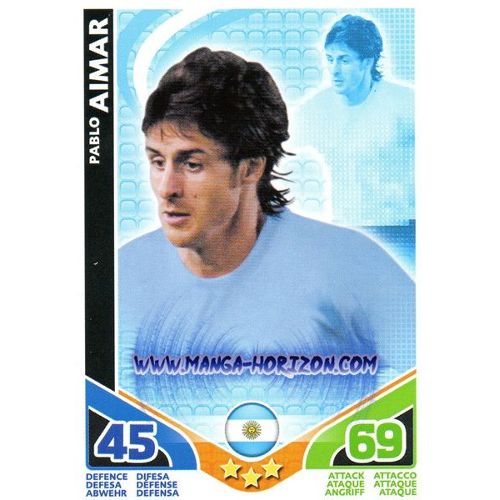 PABLO AIMAR
WWW.MANGA-HORIZON.COM
45
69
DEFENCE DIFESA
DEFESA DÉFENSE
ABWEHR DEFENSA
ATTACK ATTACCO
ATAQUE ATTAQUE
ANGRIFF ATAQUE